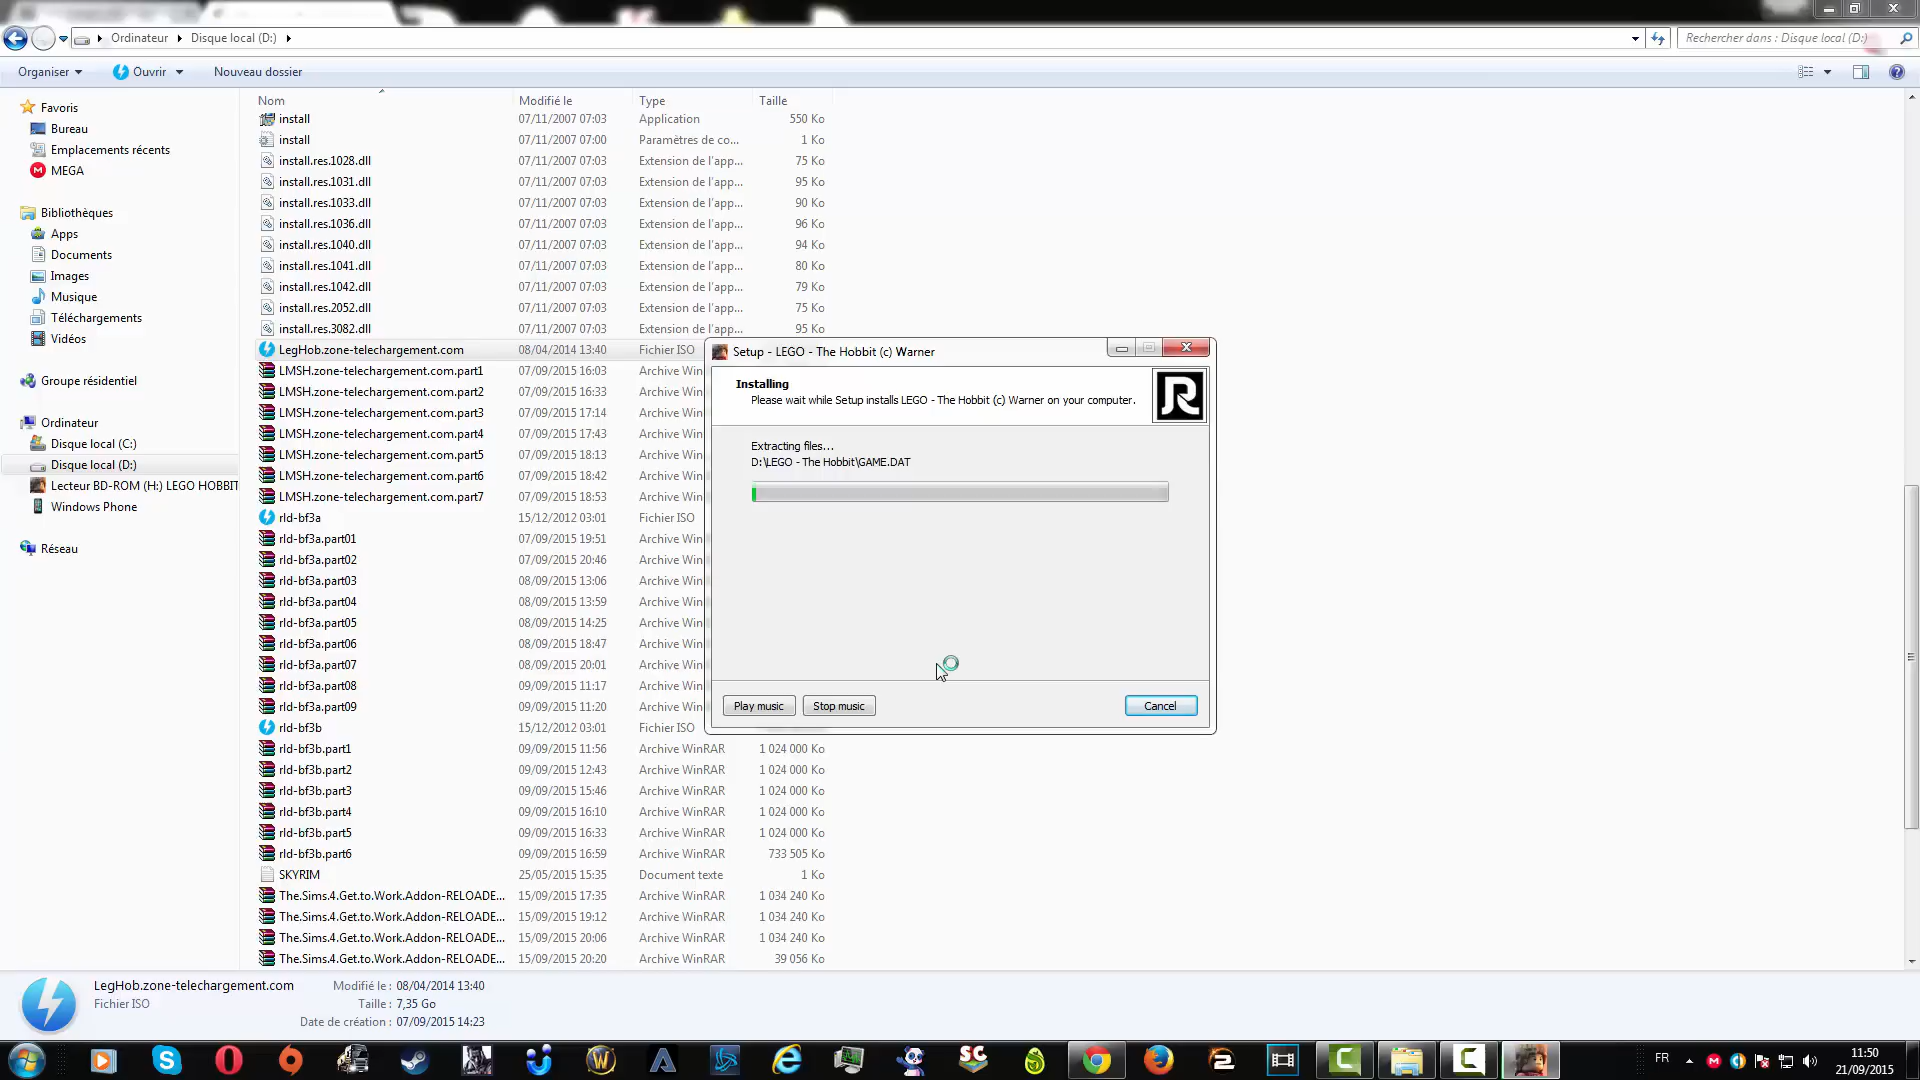 Ordinateur Disque local (D:) Rechercher dans : Disque local (D:)
Organiser Ouvrir Nouveau dossier
Nom Modifié le Type Taille
install 07/11/2007 07:03 Application 550 Ko
install 07/11/2007 07:00 Paramètres de co... 1 Ko
install.res.1028.dll 07/11/2007 07:03 Extension de l'app... 75 Ko
install.res.1031.dll 07/11/2007 07:03 Extension de l'app... 95 Ko
install.res.1033.dll 07/11/2007 07:03 Extension de l'app... 90 Ko
install.res.1036.dll 07/11/2007 07:03 Extension de l'app... 96 Ko
install.res.1040.dll 07/11/2007 07:03 Extension de l'app... 94 Ko
install.res.1041.dll 07/11/2007 07:03 Extension de l'app... 80 Ko
install.res.1042.dll 07/11/2007 07:03 Extension de l'app... 79 Ko
install.res.2052.dll 07/11/2007 07:03 Extension de l'app... 75 Ko
install.res.3082.dll 07/11/2007 07:03 Extension de l'app... 95 Ko
LegHob.zone-telechargement.com 08/04/2014 13:40 Fichier ISO
LMSH.zone-telechargement.com.part1 07/09/2015 16:03 Archive Win
LMSH.zone-telechargement.com.part2 07/09/2015 16:33 Archive Win
LMSH.zone-telechargement.com.part3 07/09/2015 17:14 Archive Win
LMSH.zone-telechargement.com.part4 07/09/2015 17:43 Archive Win
LMSH.zone-telechargement.com.part5 07/09/2015 18:13 Archive Win
LMSH.zone-telechargement.com.part6 07/09/2015 18:42 Archive Win
LMSH.zone-telechargement.com.part7 07/09/2015 18:53 Archive Win
rld-bf3a 15/12/2012 03:01 Fichier ISO
rld-bf3a.part01 07/09/2015 19:51 Archive Win
rld-bf3a.part02 07/09/2015 20:46 Archive Win
rld-bf3a.part03 08/09/2015 13:06 Archive Win
rld-bf3a.part04 08/09/2015 13:59 Archive Win
rld-bf3a.part05 08/09/2015 14:25 Archive Win
rld-bf3a.part06 08/09/2015 18:47 Archive Win
rld-bf3a.part07 08/09/2015 20:01 Archive Win
rld-bf3a.part08 09/09/2015 11:17 Archive Win
rld-bf3a.part09 09/09/2015 11:20 Archive Win
rld-bf3b 15/12/2012 03:01 Fichier ISO
rld-bf3b.part1 09/09/2015 11:56 Archive WinRAR 1 024 000 Ko
rld-bf3b.part2 09/09/2015 12:43 Archive WinRAR 1 024 000 Ko
rld-bf3b.part3 09/09/2015 15:46 Archive WinRAR 1 024 000 Ko
rld-bf3b.part4 09/09/2015 16:10 Archive WinRAR 1 024 000 Ko
rld-bf3b.part5 09/09/2015 16:33 Archive WinRAR 1 024 000 Ko
rld-bf3b.part6 09/09/2015 16:59 Archive WinRAR 733 505 Ko
SKYRIM 25/05/2015 15:35 Document texte 1 Ko
The.Sims.4.Get.to.Work.Addon-RELOADE... 15/09/2015 17:35 Archive WinRAR 1 034 240 Ko
The.Sims.4.Get.to.Work.Addon-RELOADE... 15/09/2015 19:12 Archive WinRAR 1 034 240 Ko
The.Sims.4.Get.to.Work.Addon-RELOADE... 15/09/2015 20:06 Archive WinRAR 1 034 240 Ko
The.Sims.4.Get.to.Work.Addon-RELOADE... 15/09/2015 20:20 Archive WinRAR 39 056 Ko
Favoris
Bureau
Emplacements récents
MEGA
Bibliothèques
Apps
Documents
Images
Musique
Téléchargements
Vidéos
Groupe résidentiel
Ordinateur
Disque local (C:)
Disque local (D:)
Lecteur BD-ROM (H:) LEGO HOBBIT
Windows Phone
Réseau
Setup - LEGO - The Hobbit (c) Warner
Installing
Please wait while Setup installs LEGO - The Hobbit (c) Warner on your computer.
Extracting files...
D:\LEGO - The Hobbit\GAME.DAT
Play music Stop music Cancel
LegHob.zone-telechargement.com Modifié le : 08/04/2014 13:40
Fichier ISO Taille : 7,35 Go
Date de création : 07/09/2015 14:23
FR 11:50
21/09/2015